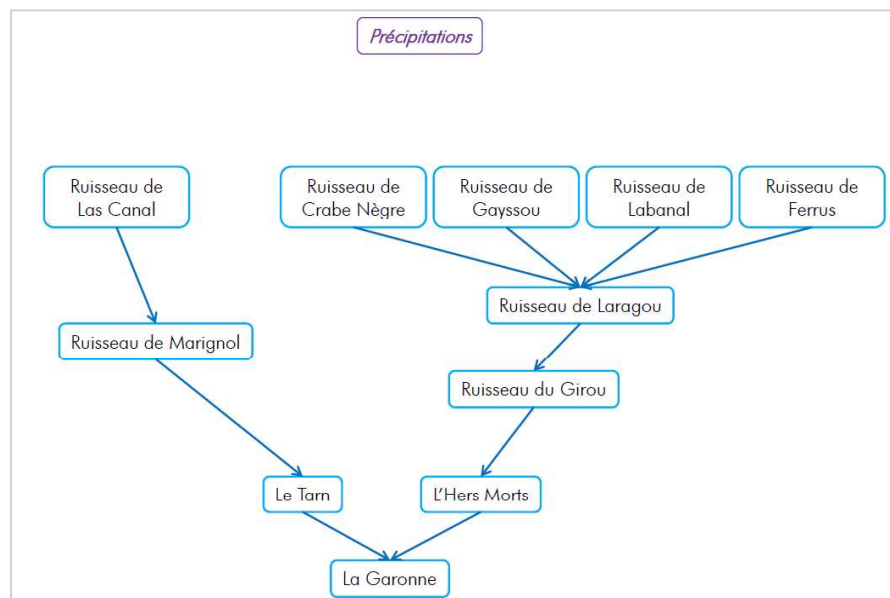 Précipitations
Ruisseau de
Las Canal
Ruisseau de
Crabe Nègre
Ruisseau de
Gayssou
Ruisseau de
Labanal
Ruisseau de
Ferrus
Ruisseau de Laragou
Ruisseau de Marignol
Ruisseau du Girou
Le Tarn
L'Hers Morts
La Garonne